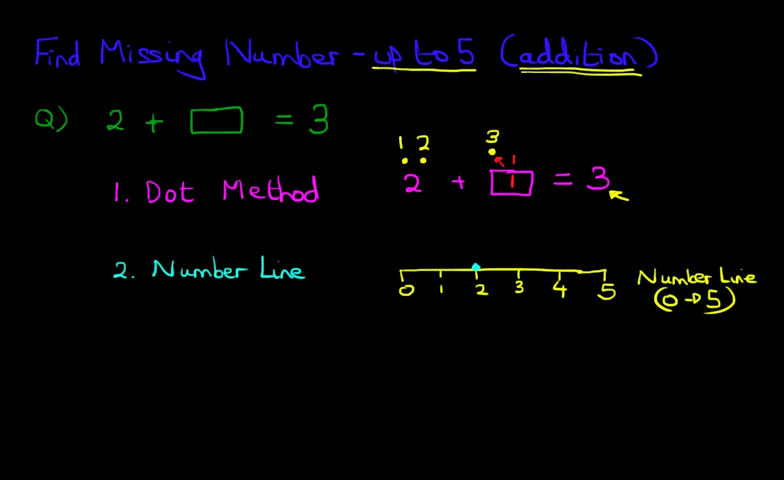 Find Missing Number - up to 5 (addition)
Q) 2 + □ = 3
1 2 3
1
1. Dot Method 2 + 1 = 3
2. Number Line
0 1 2 3 4 5
Number Line
(0 → 5)